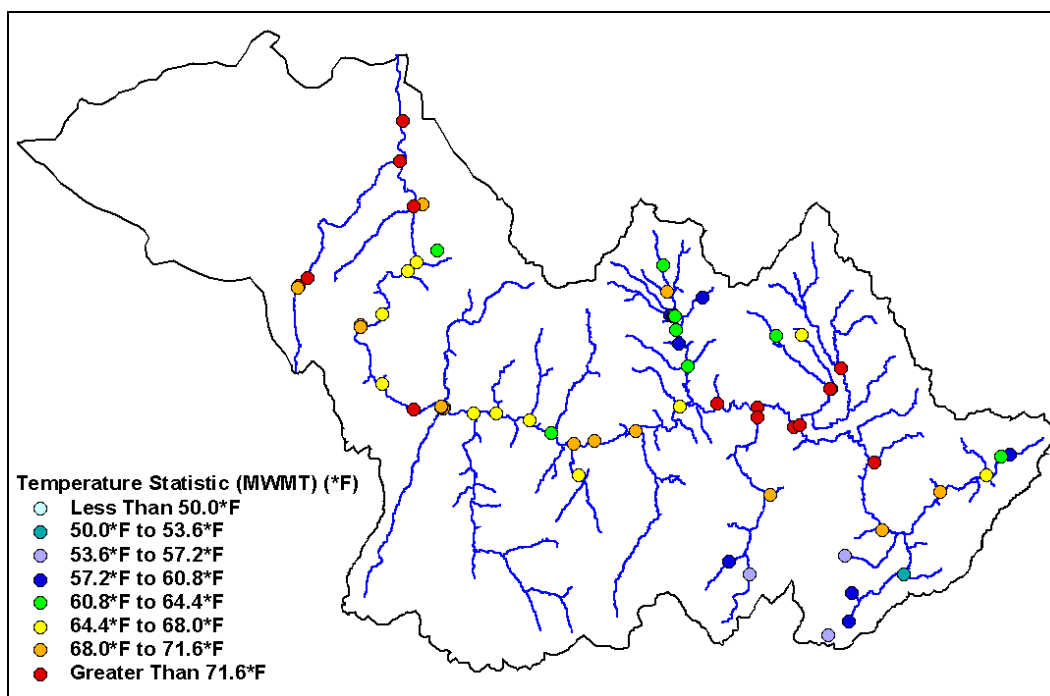 Temperature Statistic (MWMT) (*F)
Less Than 50.0*F
50.0*F to 53.6*F
53.6*F to 57.2*F
57.2*F to 60.8*F
60.8*F to 64.4*F
64.4*F to 68.0*F
68.0*F to 71.6*F
Greater Than 71.6*F